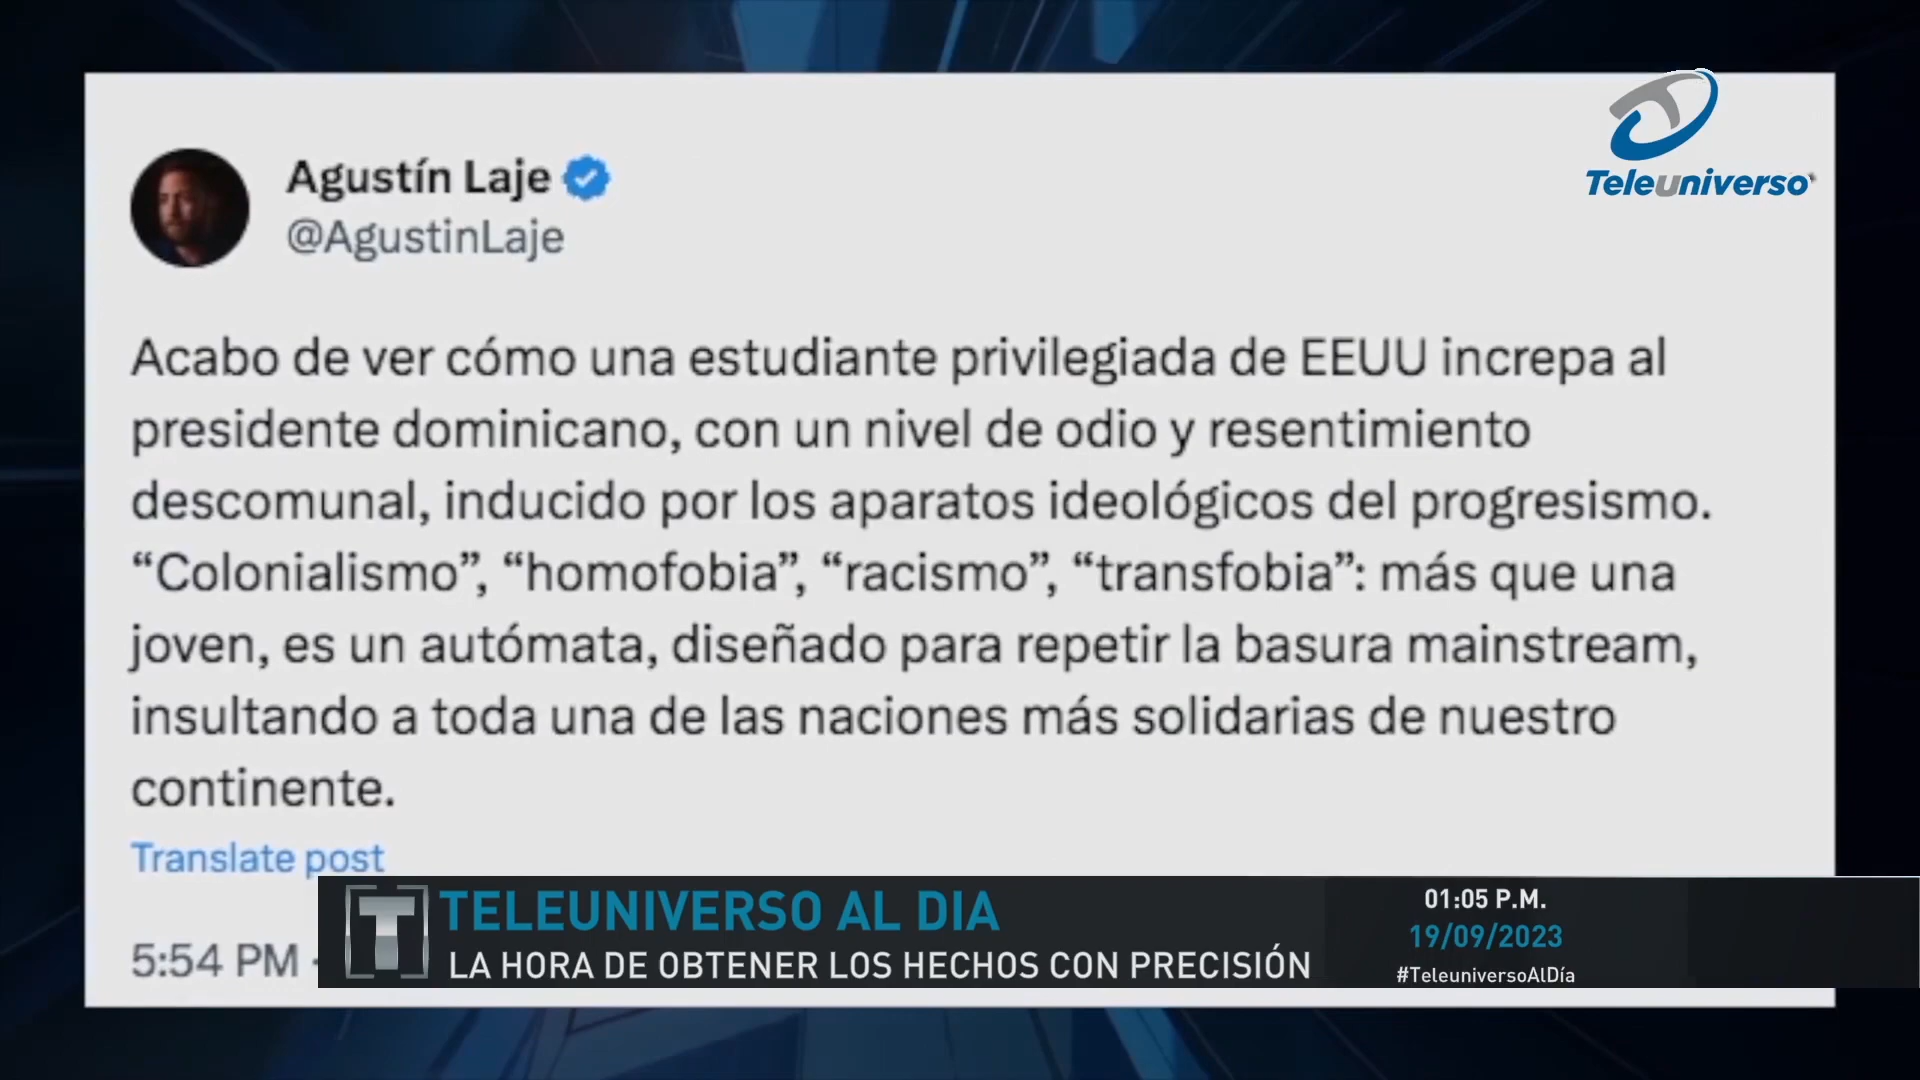 Teleuniverso
Agustín Laje
@AgustinLaje
Acabo de ver cómo una estudiante privilegiada de EEUU increpa al
presidente dominicano, con un nivel de odio y resentimiento
descomunal, inducido por los aparatos ideológicos del progresismo.
“Colonialismo”, “homofobia”, “racismo”, “transfobia”: más que una
joven, es un autómata, diseñado para repetir la basura mainstream,
insultando a toda una de las naciones más solidarias de nuestro
continente.
Translate post
5:54 PM ·
TELEUNIVERSO AL DIA
LA HORA DE OBTENER LOS HECHOS CON PRECISIÓN
01:05 P.M.
19/09/2023
#TeleuniversoAlDía